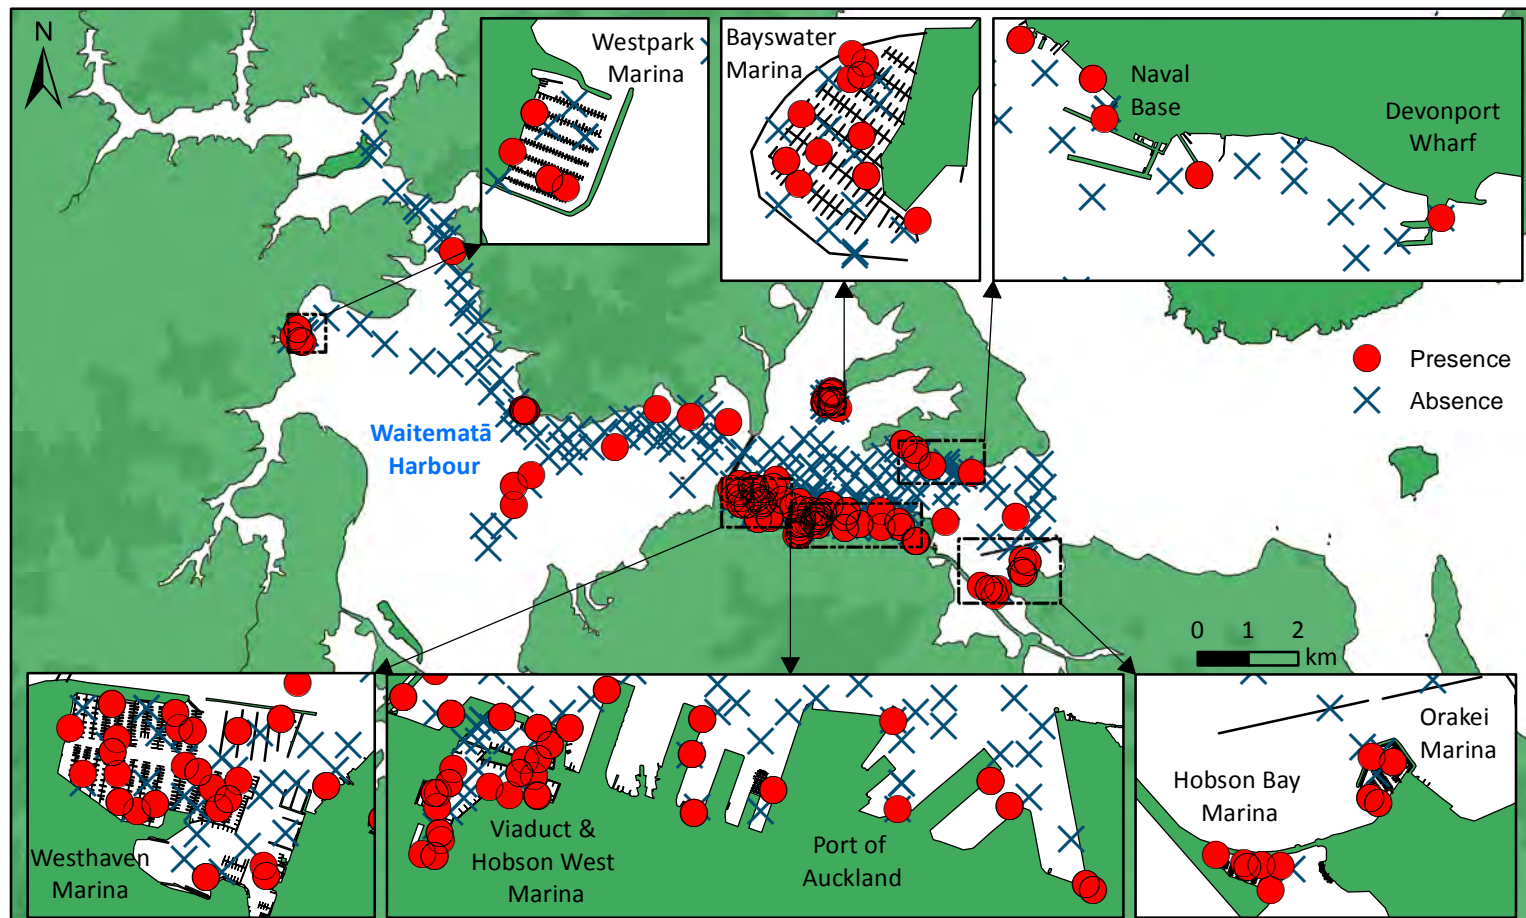 N
Westpark
Marina
Bayswater
Marina
Naval
Base
Devonport
Wharf
Presence
Absence
Waitematā
Harbour
0 1 2
km
Westhaven
Marina
Viaduct &
Hobson West
Marina
Port of
Auckland
Hobson Bay
Marina
Orakei
Marina